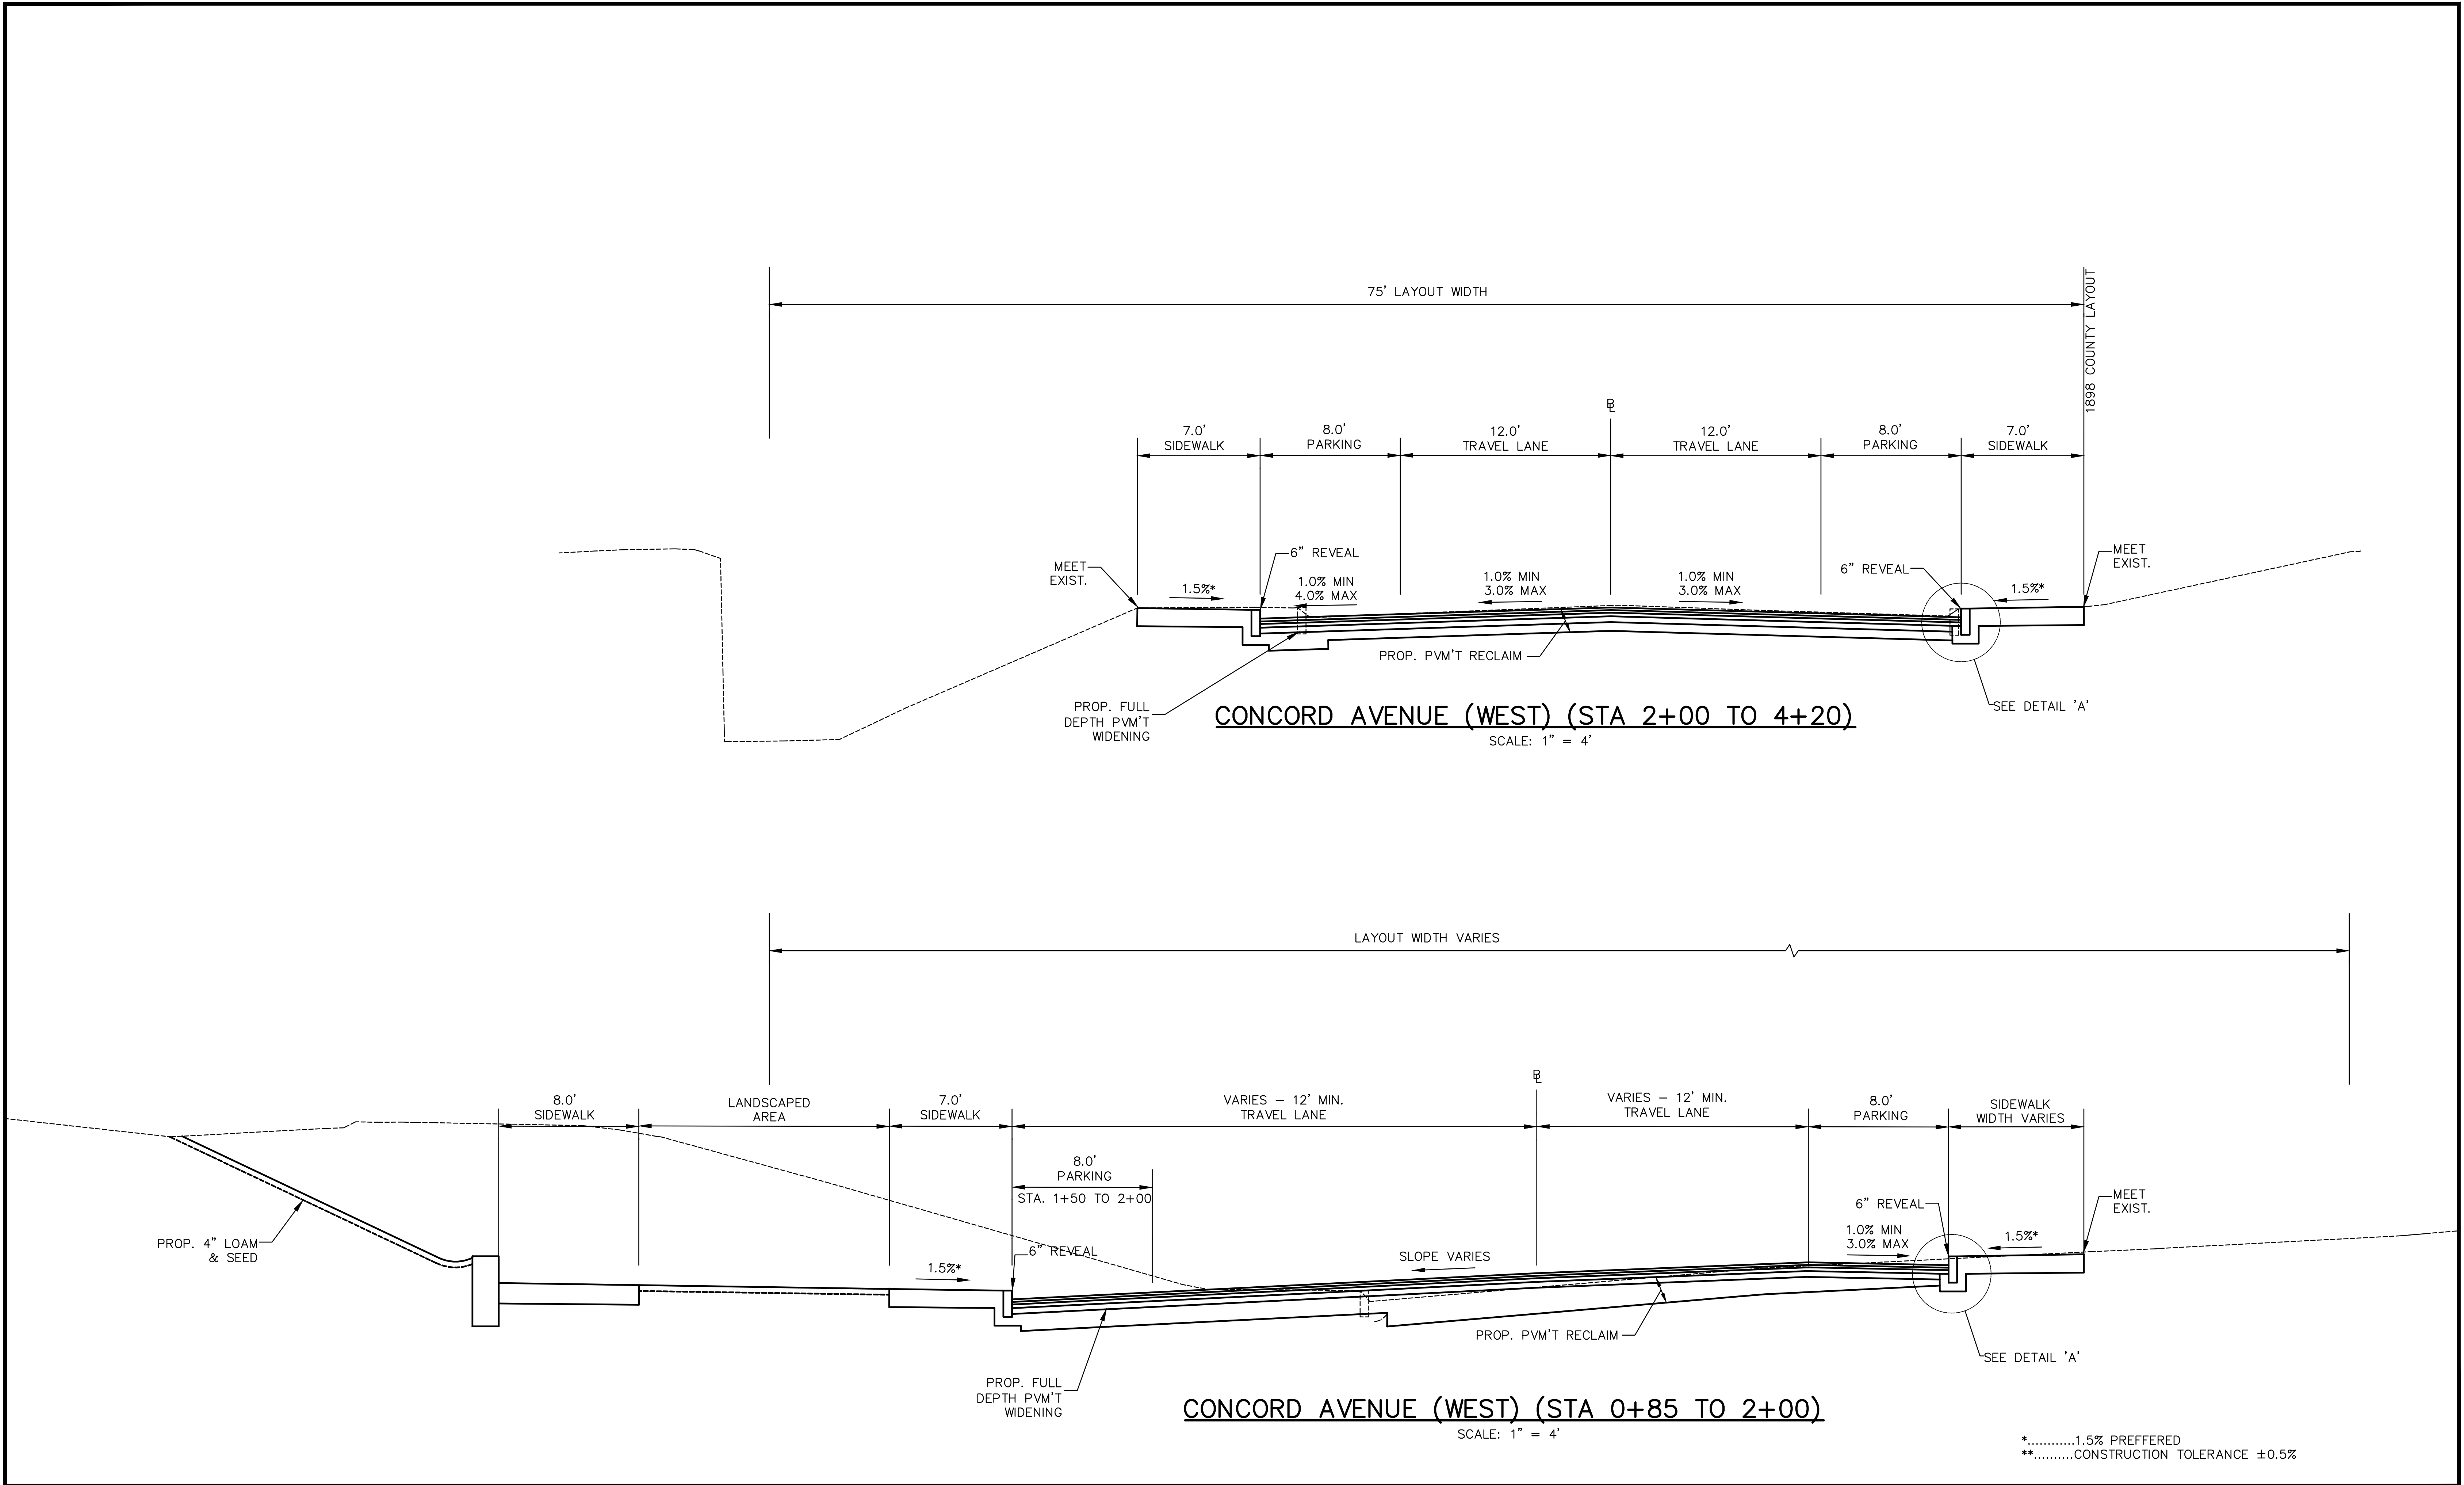 75' LAYOUT WIDTH
1898 COUNTY LAYOUT
7.0'
SIDEWALK
8.0'
PARKING
12.0'
TRAVEL LANE
12.0'
TRAVEL LANE
8.0'
PARKING
7.0'
SIDEWALK
MEET
EXIST.
1.5%*
6" REVEAL
1.0% MIN
4.0% MAX
1.0% MIN
3.0% MAX
1.0% MIN
3.0% MAX
6" REVEAL
1.5%*
MEET
EXIST.
PROP. PVM'T RECLAIM
PROP. FULL
DEPTH PVM'T
WIDENING
SEE DETAIL 'A'
CONCORD AVENUE (WEST) (STA 2+00 TO 4+20)
SCALE: 1" = 4'
LAYOUT WIDTH VARIES
8.0'
SIDEWALK
LANDSCAPED
AREA
7.0'
SIDEWALK
VARIES - 12' MIN.
TRAVEL LANE
VARIES - 12' MIN.
TRAVEL LANE
8.0'
PARKING
SIDEWALK
WIDTH VARIES
8.0'
PARKING
STA. 1+50 TO 2+00
PROP. 4" LOAM
& SEED
1.5%*
6" REVEAL
SLOPE VARIES
1.0% MIN
3.0% MAX
6" REVEAL
1.5%*
MEET
EXIST.
PROP. PVM'T RECLAIM
SEE DETAIL 'A'
PROP. FULL
DEPTH PVM'T
WIDENING
CONCORD AVENUE (WEST) (STA 0+85 TO 2+00)
SCALE: 1" = 4'
*...........1.5% PREFFERED
**..........CONSTRUCTION TOLERANCE ±0.5%